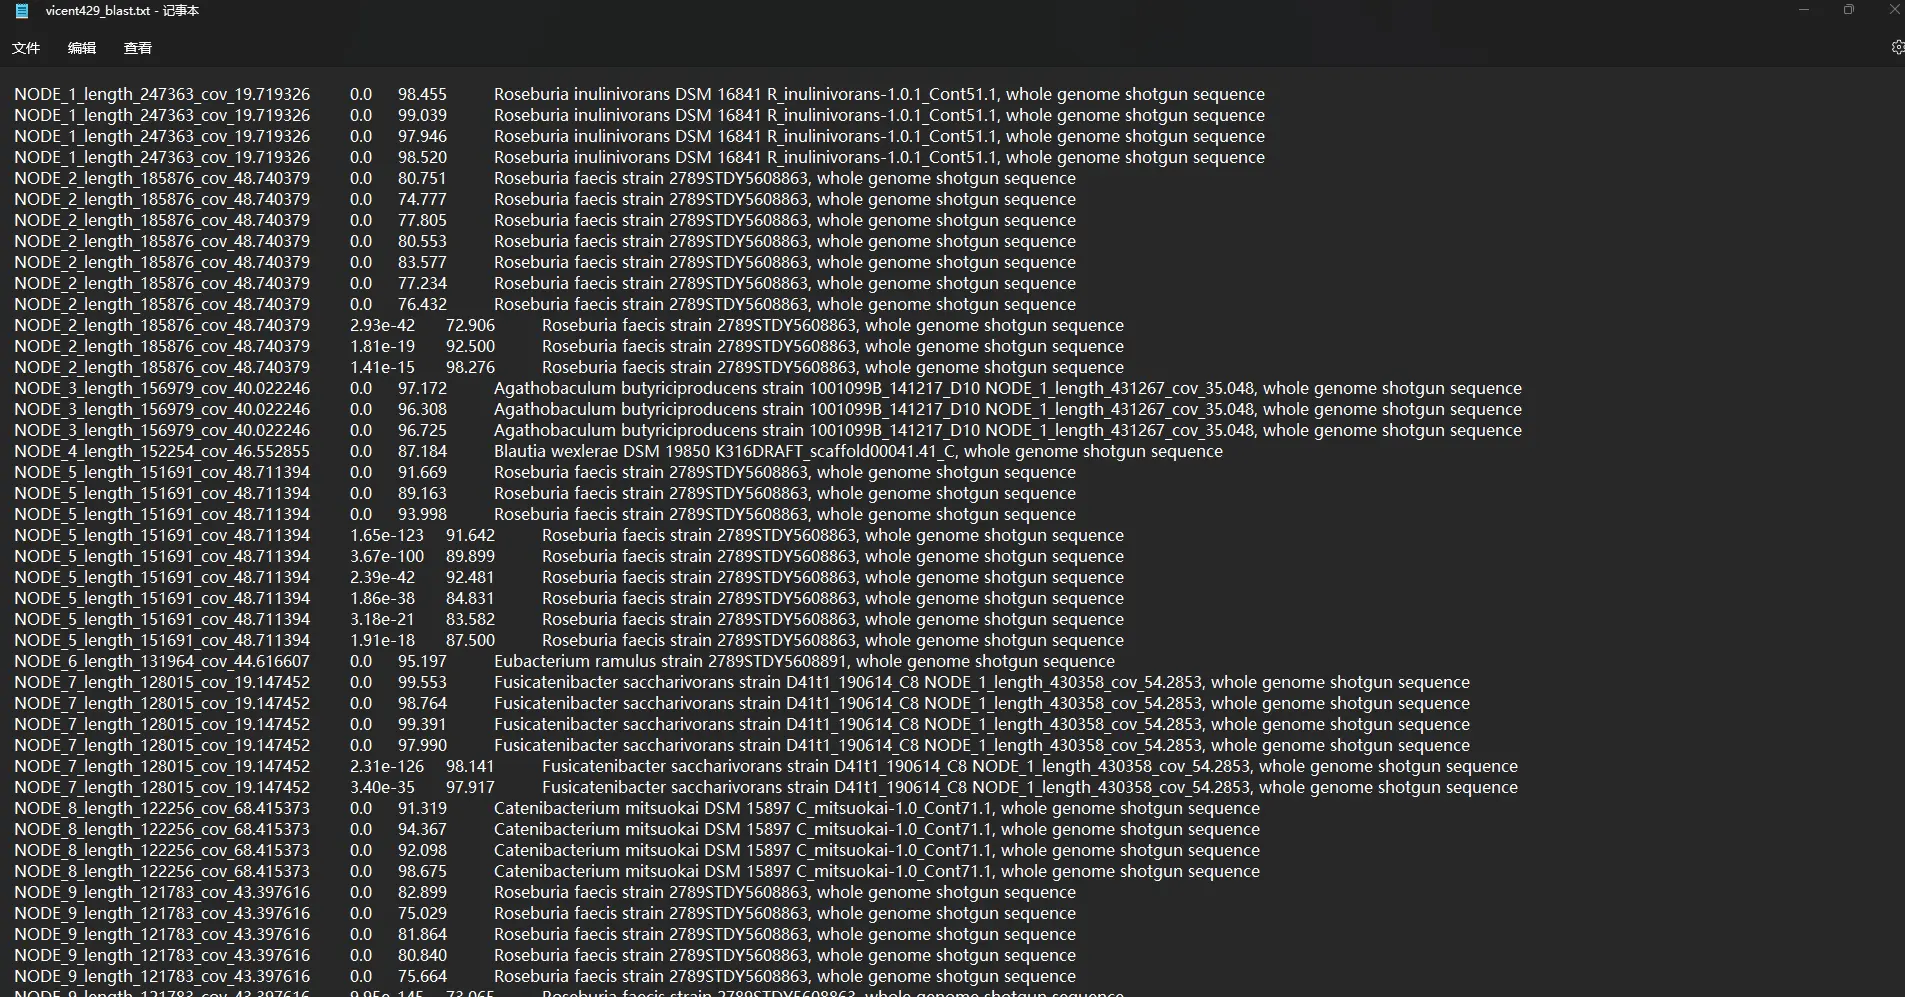 vicent429_blast.txt - 记事本
文件 编辑 查看
NODE_1_length_247363_cov_19.719326 0.0 98.455 Roseburia inulinivorans DSM 16841 R_inulinivorans-1.0.1_Cont51.1, whole genome shotgun sequence
NODE_1_length_247363_cov_19.719326 0.0 99.039 Roseburia inulinivorans DSM 16841 R_inulinivorans-1.0.1_Cont51.1, whole genome shotgun sequence
NODE_1_length_247363_cov_19.719326 0.0 97.946 Roseburia inulinivorans DSM 16841 R_inulinivorans-1.0.1_Cont51.1, whole genome shotgun sequence
NODE_1_length_247363_cov_19.719326 0.0 98.520 Roseburia inulinivorans DSM 16841 R_inulinivorans-1.0.1_Cont51.1, whole genome shotgun sequence
NODE_2_length_185876_cov_48.740379 0.0 80.751 Roseburia faecis strain 2789STDY5608863, whole genome shotgun sequence
NODE_2_length_185876_cov_48.740379 0.0 74.777 Roseburia faecis strain 2789STDY5608863, whole genome shotgun sequence
NODE_2_length_185876_cov_48.740379 0.0 77.805 Roseburia faecis strain 2789STDY5608863, whole genome shotgun sequence
NODE_2_length_185876_cov_48.740379 0.0 80.553 Roseburia faecis strain 2789STDY5608863, whole genome shotgun sequence
NODE_2_length_185876_cov_48.740379 0.0 83.577 Roseburia faecis strain 2789STDY5608863, whole genome shotgun sequence
NODE_2_length_185876_cov_48.740379 0.0 77.234 Roseburia faecis strain 2789STDY5608863, whole genome shotgun sequence
NODE_2_length_185876_cov_48.740379 0.0 76.432 Roseburia faecis strain 2789STDY5608863, whole genome shotgun sequence
NODE_2_length_185876_cov_48.740379 2.93e-42 72.906 Roseburia faecis strain 2789STDY5608863, whole genome shotgun sequence
NODE_2_length_185876_cov_48.740379 1.81e-19 92.500 Roseburia faecis strain 2789STDY5608863, whole genome shotgun sequence
NODE_2_length_185876_cov_48.740379 1.41e-15 98.276 Roseburia faecis strain 2789STDY5608863, whole genome shotgun sequence
NODE_3_length_156979_cov_40.022246 0.0 97.172 Agathobaculum butyriciproducens strain 1001099B_141217_D10 NODE_1_length_431267_cov_35.048, whole genome shotgun sequence
NODE_3_length_156979_cov_40.022246 0.0 96.308 Agathobaculum butyriciproducens strain 1001099B_141217_D10 NODE_1_length_431267_cov_35.048, whole genome shotgun sequence
NODE_3_length_156979_cov_40.022246 0.0 96.725 Agathobaculum butyriciproducens strain 1001099B_141217_D10 NODE_1_length_431267_cov_35.048, whole genome shotgun sequence
NODE_4_length_152254_cov_46.552855 0.0 87.184 Blautia wexlerae DSM 19850 K316DRAFT_scaffold00041.41_C, whole genome shotgun sequence
NODE_5_length_151691_cov_48.711394 0.0 91.669 Roseburia faecis strain 2789STDY5608863, whole genome shotgun sequence
NODE_5_length_151691_cov_48.711394 0.0 89.163 Roseburia faecis strain 2789STDY5608863, whole genome shotgun sequence
NODE_5_length_151691_cov_48.711394 0.0 93.998 Roseburia faecis strain 2789STDY5608863, whole genome shotgun sequence
NODE_5_length_151691_cov_48.711394 1.65e-123 91.642 Roseburia faecis strain 2789STDY5608863, whole genome shotgun sequence
NODE_5_length_151691_cov_48.711394 3.67e-100 89.899 Roseburia faecis strain 2789STDY5608863, whole genome shotgun sequence
NODE_5_length_151691_cov_48.711394 2.39e-42 92.481 Roseburia faecis strain 2789STDY5608863, whole genome shotgun sequence
NODE_5_length_151691_cov_48.711394 1.86e-38 84.831 Roseburia faecis strain 2789STDY5608863, whole genome shotgun sequence
NODE_5_length_151691_cov_48.711394 3.18e-21 83.582 Roseburia faecis strain 2789STDY5608863, whole genome shotgun sequence
NODE_5_length_151691_cov_48.711394 1.91e-18 87.500 Roseburia faecis strain 2789STDY5608863, whole genome shotgun sequence
NODE_6_length_131964_cov_44.616607 0.0 95.197 Eubacterium ramulus strain 2789STDY5608891, whole genome shotgun sequence
NODE_7_length_128015_cov_19.147452 0.0 99.553 Fusicatenibacter saccharivorans strain D41t1_190614_C8 NODE_1_length_430358_cov_54.2853, whole genome shotgun sequence
NODE_7_length_128015_cov_19.147452 0.0 98.764 Fusicatenibacter saccharivorans strain D41t1_190614_C8 NODE_1_length_430358_cov_54.2853, whole genome shotgun sequence
NODE_7_length_128015_cov_19.147452 0.0 99.391 Fusicatenibacter saccharivorans strain D41t1_190614_C8 NODE_1_length_430358_cov_54.2853, whole genome shotgun sequence
NODE_7_length_128015_cov_19.147452 0.0 97.990 Fusicatenibacter saccharivorans strain D41t1_190614_C8 NODE_1_length_430358_cov_54.2853, whole genome shotgun sequence
NODE_7_length_128015_cov_19.147452 2.31e-126 98.141 Fusicatenibacter saccharivorans strain D41t1_190614_C8 NODE_1_length_430358_cov_54.2853, whole genome shotgun sequence
NODE_7_length_128015_cov_19.147452 3.40e-35 97.917 Fusicatenibacter saccharivorans strain D41t1_190614_C8 NODE_1_length_430358_cov_54.2853, whole genome shotgun sequence
NODE_8_length_122256_cov_68.415373 0.0 91.319 Catenibacterium mitsuokai DSM 15897 C_mitsuokai-1.0_Cont71.1, whole genome shotgun sequence
NODE_8_length_122256_cov_68.415373 0.0 94.367 Catenibacterium mitsuokai DSM 15897 C_mitsuokai-1.0_Cont71.1, whole genome shotgun sequence
NODE_8_length_122256_cov_68.415373 0.0 92.098 Catenibacterium mitsuokai DSM 15897 C_mitsuokai-1.0_Cont71.1, whole genome shotgun sequence
NODE_8_length_122256_cov_68.415373 0.0 98.675 Catenibacterium mitsuokai DSM 15897 C_mitsuokai-1.0_Cont71.1, whole genome shotgun sequence
NODE_9_length_121783_cov_43.397616 0.0 82.899 Roseburia faecis strain 2789STDY5608863, whole genome shotgun sequence
NODE_9_length_121783_cov_43.397616 0.0 75.029 Roseburia faecis strain 2789STDY5608863, whole genome shotgun sequence
NODE_9_length_121783_cov_43.397616 0.0 81.864 Roseburia faecis strain 2789STDY5608863, whole genome shotgun sequence
NODE_9_length_121783_cov_43.397616 0.0 80.840 Roseburia faecis strain 2789STDY5608863, whole genome shotgun sequence
NODE_9_length_121783_cov_43.397616 0.0 75.664 Roseburia faecis strain 2789STDY5608863, whole genome shotgun sequence